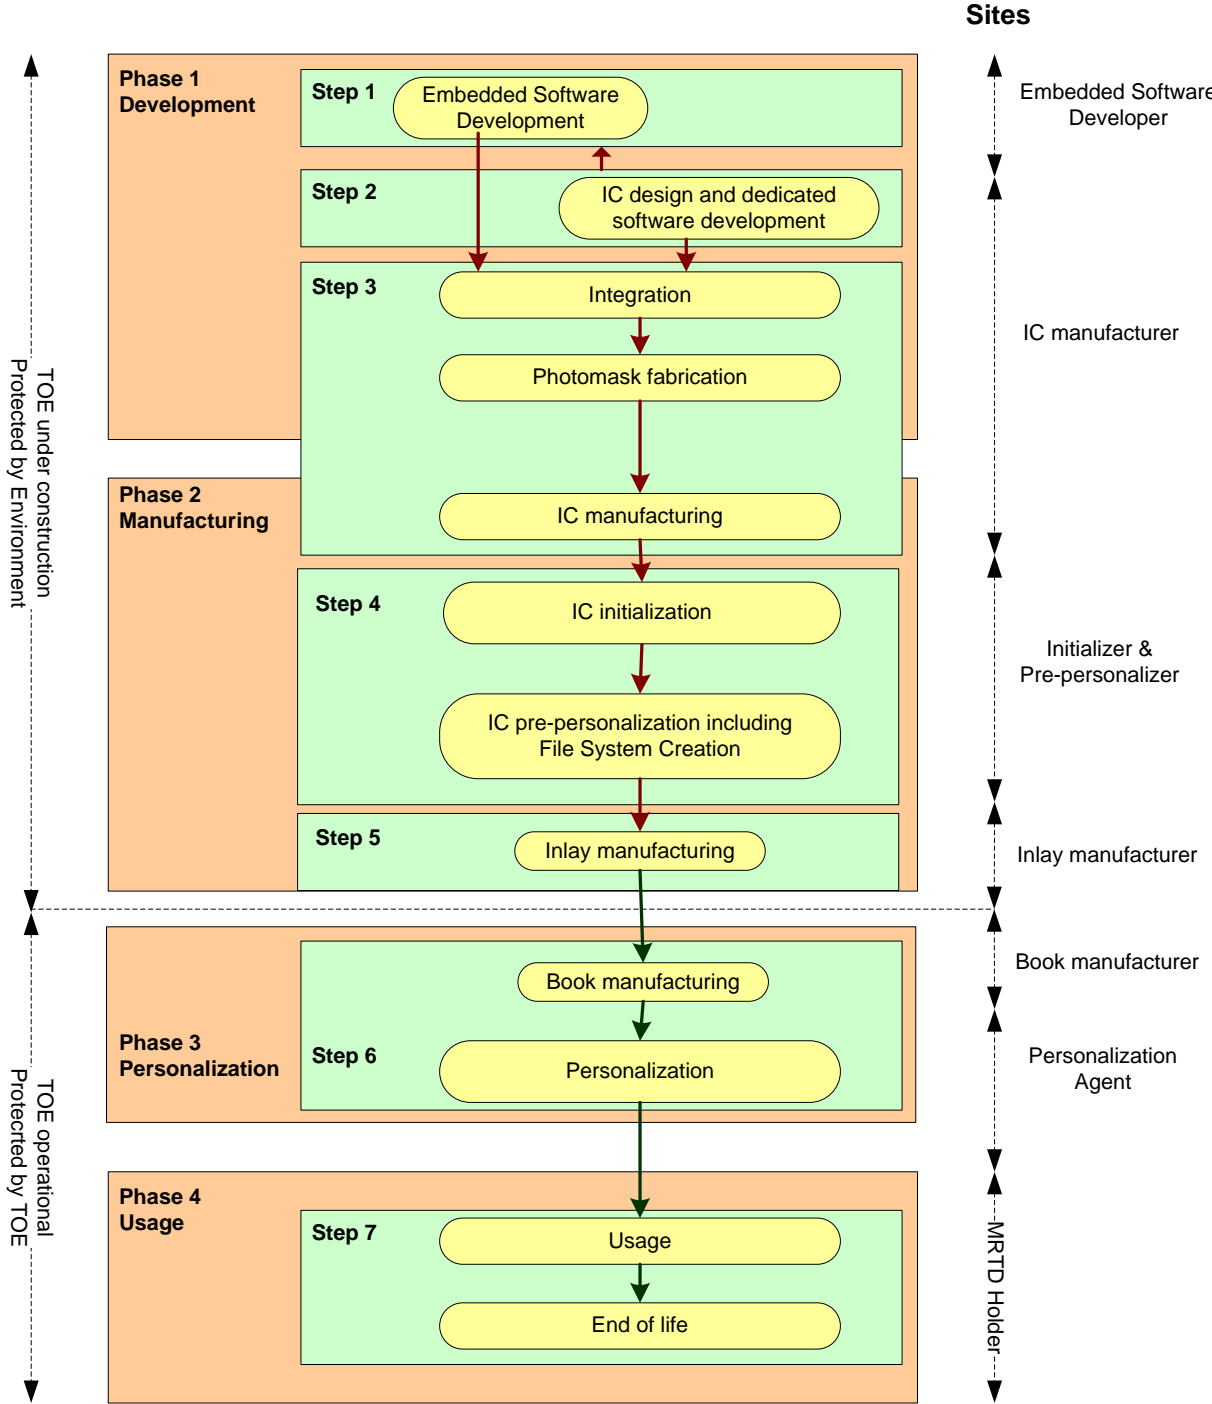 Sites
Phase 1
Development
Step 1
Embedded Software
Development
Embedded Software
Developer
Step 2
IC design and dedicated
software development
Step 3
Integration
IC manufacturer
Photomask fabrication
TOE under construction
Protected by Environment
Phase 2
Manufacturing
IC manufacturing
Step 4
IC initialization
Initializer &
Pre-personalizer
IC pre-personalization including
File System Creation
Step 5
Inlay manufacturing
Inlay manufacturer
Book manufacturing
Book manufacturer
Phase 3
Personalization
Step 6
Personalization
Personalization
Agent
TOE operational
Protecrted by TOE
Phase 4
Usage
Step 7
Usage
MRTD Holder
End of life